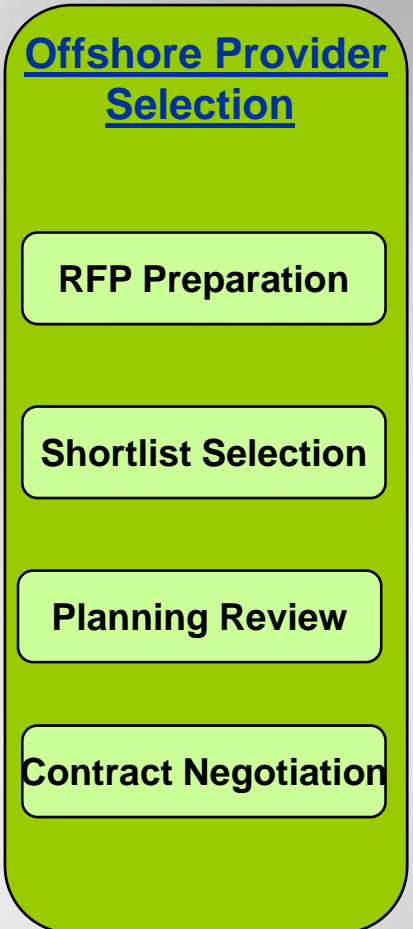 Offshore Provider
Selection
RFP Preparation
Shortlist Selection
Planning Review
Contract Negotiation